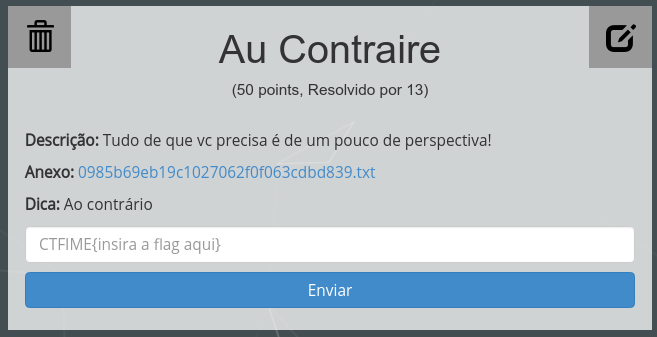 Au Contraire
(50 points, Resolvido por 13)
Descrição: Tudo de que vc precisa é de um pouco de perspectiva!
Anexo: 0985b69eb19c1027062f0f063cdbd839.txt
Dica: Ao contrário
CTFIME{insira a flag aqui}
Enviar